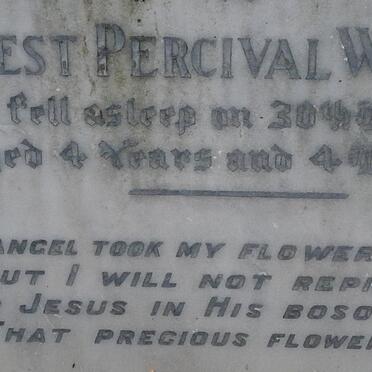 EST PERCIVAL W
fell asleep on 30th
ed 4 Years and 4
ANGEL TOOK MY FLOWER
UT I WILL NOT REPI
JESUS IN HIS BOSO
THAT PRECIOUS FLOWE